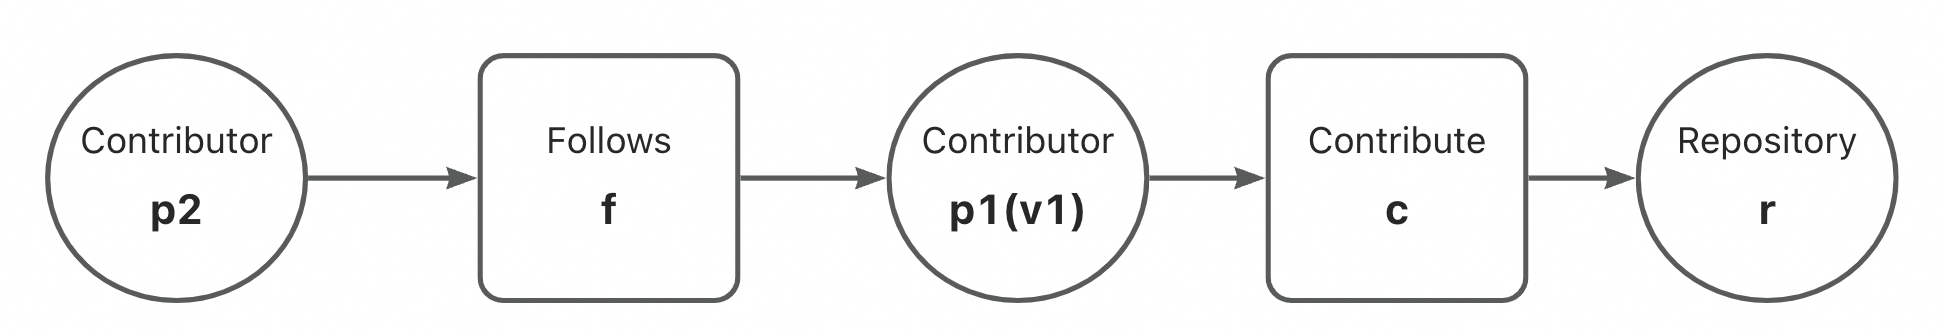 Contributor
p2
Follows
f
Contributor
p1(v1)
Contribute
c
Repository
r